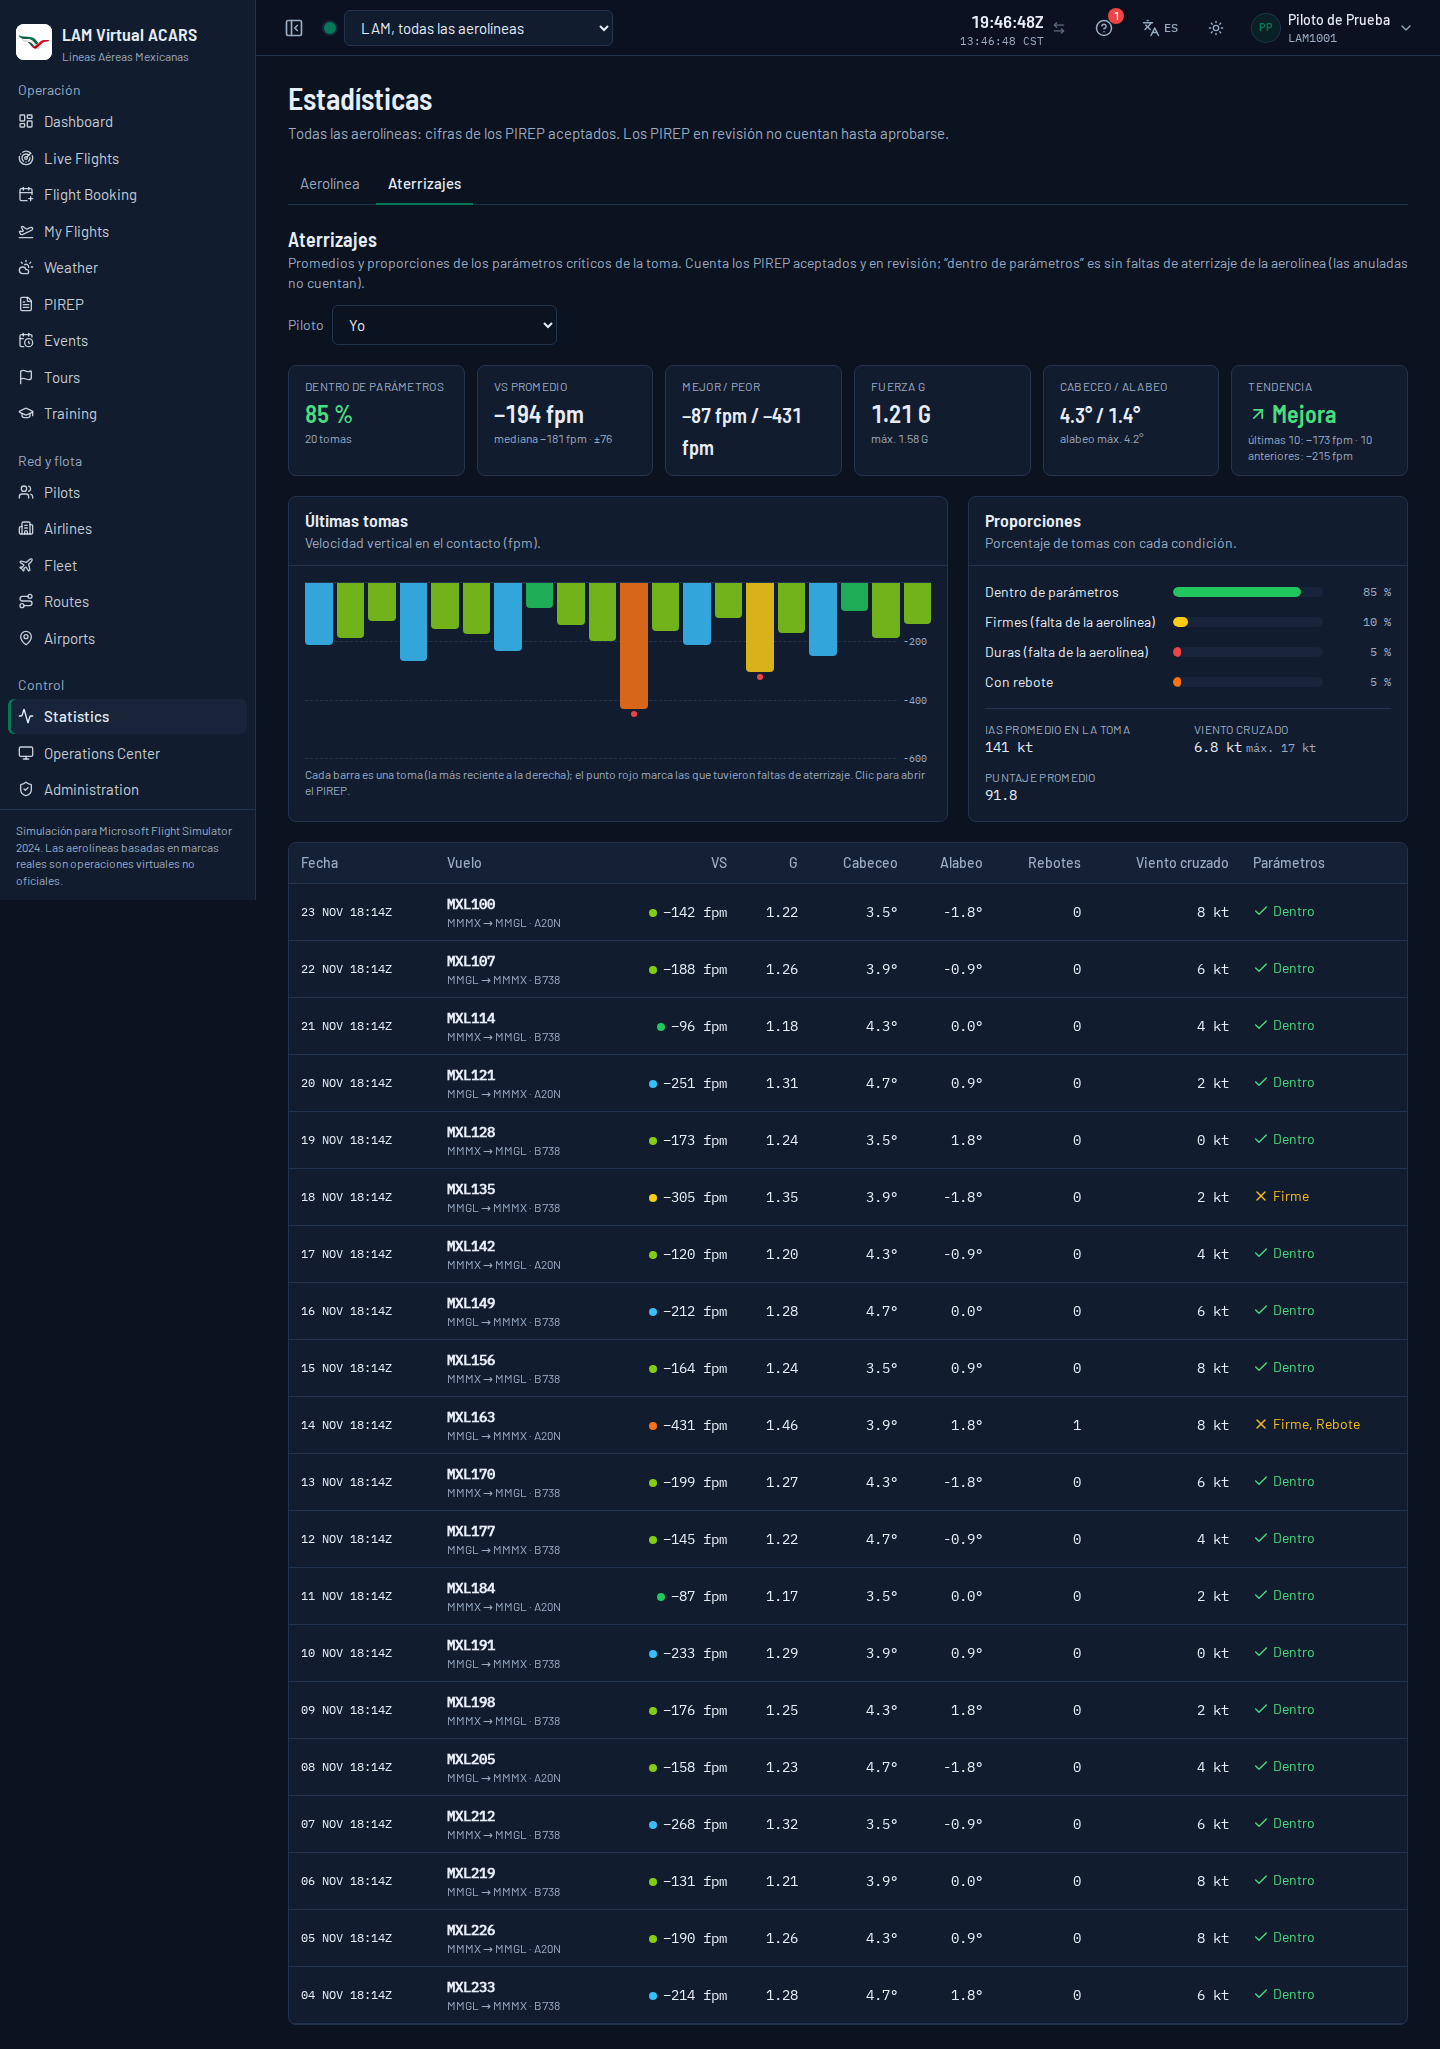 LAM Virtual ACARS
Líneas Aéreas Mexicanas
Operación
Dashboard
Live Flights
Flight Booking
My Flights
Weather
PIREP
Events
Tours
Training
Red y flota
Pilots
Airlines
Fleet
Routes
Airports
Control
Statistics
Operations Center
Administration
Simulación para Microsoft Flight Simulator
2024. Las aerolíneas basadas en marcas
reales son operaciones virtuales no
oficiales.
LAM, todas las aerolíneas
19:46:48Z
13:46:48 CST
1
ES
PP
Piloto de Prueba
LAM1001
Estadísticas
Todas las aerolíneas: cifras de los PIREP aceptados. Los PIREP en revisión no cuentan hasta aprobarse.
Aerolínea Aterrizajes
Aterrizajes
Promedios y proporciones de los parámetros críticos de la toma. Cuenta los PIREP aceptados y en revisión; “dentro de parámetros” es sin faltas de aterrizaje de la aerolínea (las anuladas
no cuentan).
Piloto Yo
DENTRO DE PARÁMETROS
85 %
20 tomas
VS PROMEDIO
−194 fpm
mediana −181 fpm · ±76
MEJOR / PEOR
−87 fpm / −431
fpm
FUERZA G
1.21 G
máx. 1.58 G
CABECEO / ALABEO
4.3° / 1.4°
alabeo máx. 4.2°
TENDENCIA
Mejora
últimas 10: −173 fpm · 10
anteriores: −215 fpm
Últimas tomas
Velocidad vertical en el contacto (fpm).
-200
-400
-600
Cada barra es una toma (la más reciente a la derecha); el punto rojo marca las que tuvieron faltas de aterrizaje. Clic para abrir
el PIREP.
Proporciones
Porcentaje de tomas con cada condición.
Dentro de parámetros 85 %
Firmes (falta de la aerolínea) 10 %
Duras (falta de la aerolínea) 5 %
Con rebote 5 %
IAS PROMEDIO EN LA TOMA
141 kt
VIENTO CRUZADO
6.8 kt máx. 17 kt
PUNTAJE PROMEDIO
91.8
Fecha Vuelo VS G Cabeceo Alabeo Rebotes Viento cruzado Parámetros
23 NOV 18:14Z MXL100 −142 fpm 1.22 3.5° -1.8° 0 8 kt Dentro
MMMX → MMGL · A20N
22 NOV 18:14Z MXL107 −188 fpm 1.26 3.9° -0.9° 0 6 kt Dentro
MMGL → MMMX · B738
21 NOV 18:14Z MXL114 −96 fpm 1.18 4.3° 0.0° 0 4 kt Dentro
MMMX → MMGL · B738
20 NOV 18:14Z MXL121 −251 fpm 1.31 4.7° 0.9° 0 2 kt Dentro
MMGL → MMMX · A20N
19 NOV 18:14Z MXL128 −173 fpm 1.24 3.5° 1.8° 0 0 kt Dentro
MMMX → MMGL · B738
18 NOV 18:14Z MXL135 −305 fpm 1.35 3.9° -1.8° 0 2 kt Firme
MMGL → MMMX · B738
17 NOV 18:14Z MXL142 −120 fpm 1.20 4.3° -0.9° 0 4 kt Dentro
MMMX → MMGL · A20N
16 NOV 18:14Z MXL149 −212 fpm 1.28 4.7° 0.0° 0 6 kt Dentro
MMGL → MMMX · B738
15 NOV 18:14Z MXL156 −164 fpm 1.24 3.5° 0.9° 0 8 kt Dentro
MMMX → MMGL · B738
14 NOV 18:14Z MXL163 −431 fpm 1.46 3.9° 1.8° 1 8 kt Firme, Rebote
MMGL → MMMX · A20N
13 NOV 18:14Z MXL170 −199 fpm 1.27 4.3° -1.8° 0 6 kt Dentro
MMMX → MMGL · B738
12 NOV 18:14Z MXL177 −145 fpm 1.22 4.7° -0.9° 0 4 kt Dentro
MMGL → MMMX · B738
11 NOV 18:14Z MXL184 −87 fpm 1.17 3.5° 0.0° 0 2 kt Dentro
MMMX → MMGL · A20N
10 NOV 18:14Z MXL191 −233 fpm 1.29 3.9° 0.9° 0 0 kt Dentro
MMGL → MMMX · B738
09 NOV 18:14Z MXL198 −176 fpm 1.25 4.3° 1.8° 0 2 kt Dentro
MMMX → MMGL · B738
08 NOV 18:14Z MXL205 −158 fpm 1.23 4.7° -1.8° 0 4 kt Dentro
MMGL → MMMX · A20N
07 NOV 18:14Z MXL212 −268 fpm 1.32 3.5° -0.9° 0 6 kt Dentro
MMMX → MMGL · B738
06 NOV 18:14Z MXL219 −131 fpm 1.21 3.9° 0.0° 0 8 kt Dentro
MMGL → MMMX · B738
05 NOV 18:14Z MXL226 −190 fpm 1.26 4.3° 0.9° 0 8 kt Dentro
MMMX → MMGL · A20N
04 NOV 18:14Z MXL233 −214 fpm 1.28 4.7° 1.8° 0 6 kt Dentro
MMGL → MMMX · B738